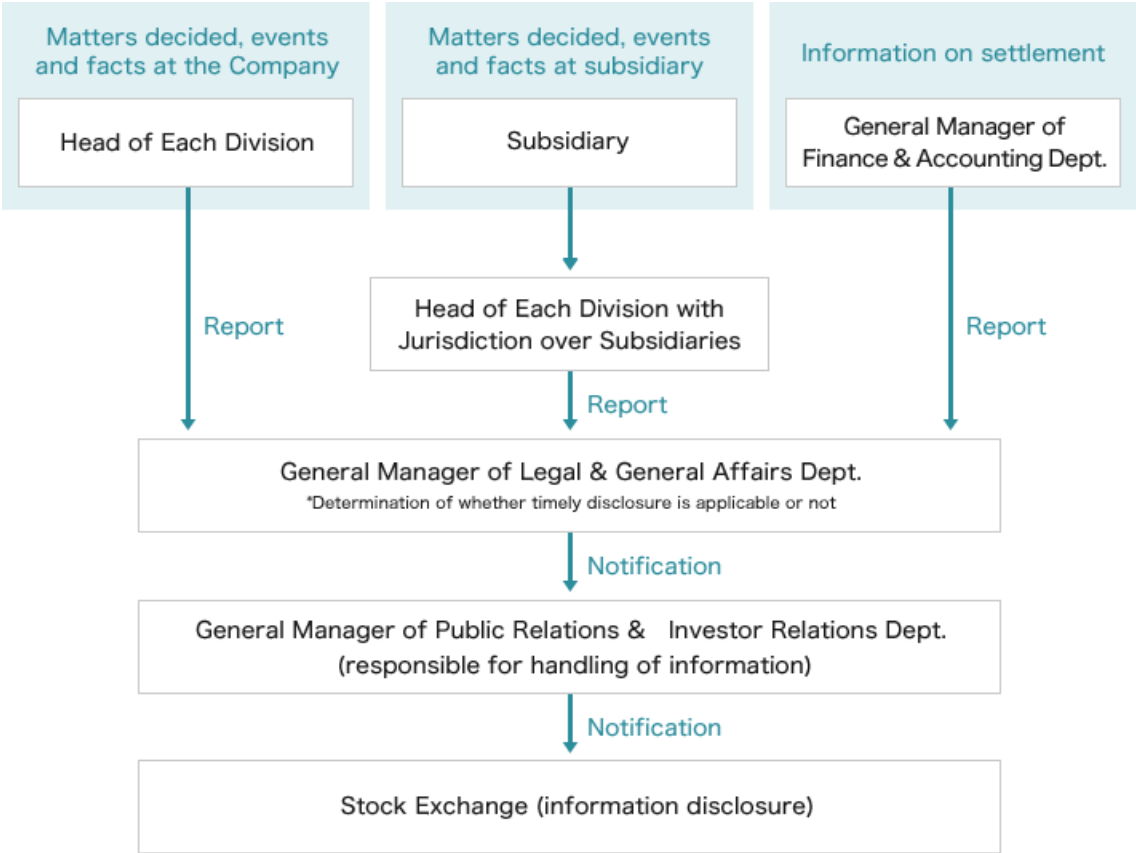 Matters decided, events
and facts at the Company
Head of Each Division
Matters decided, events
and facts at subsidiary
Subsidiary
Information on settlement
General Manager of
Finance & Accounting Dept.
Head of Each Division with
Jurisdiction over Subsidiaries
Report
Report
Report
General Manager of Legal & General Affairs Dept.
*Determination of whether timely disclosure is applicable or not
Notification
General Manager of Public Relations & Investor Relations Dept.
(responsible for handling of information)
Notification
Stock Exchange (information disclosure)